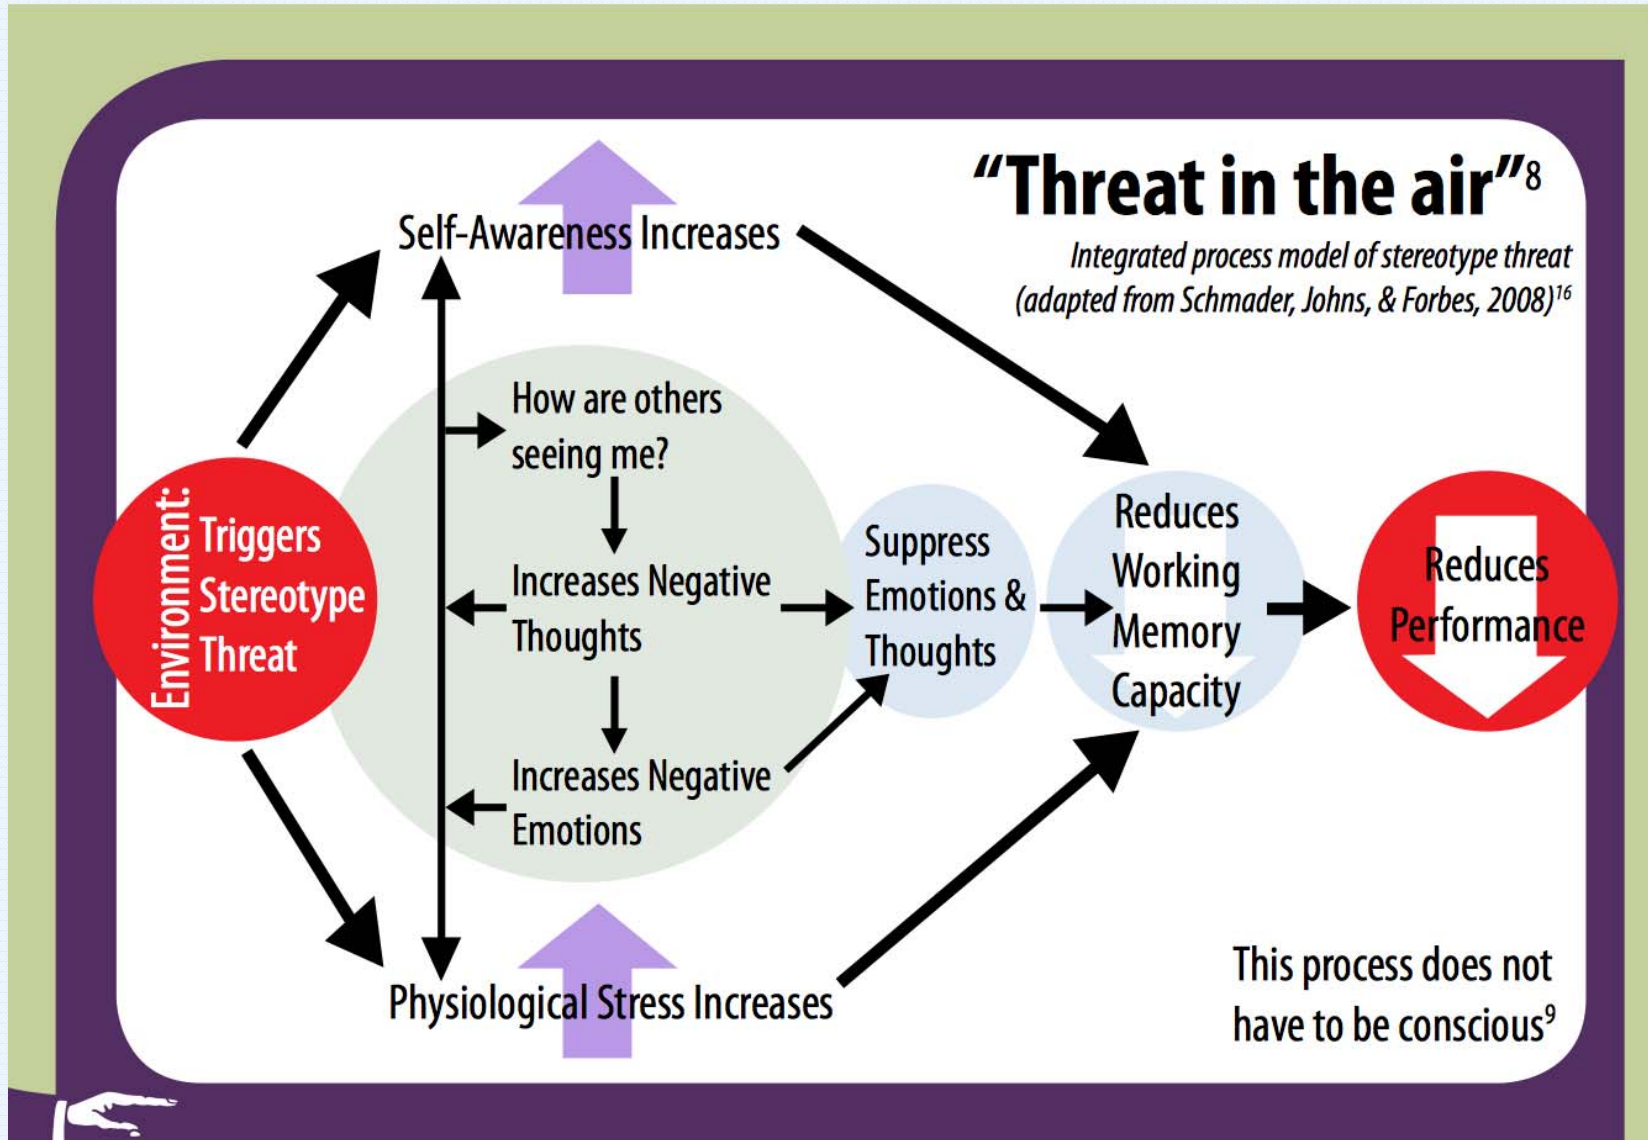 “Threat in the air”8
Integrated process model of stereotype threat
(adapted from Schmader, Johns, & Forbes, 2008)16
Self-Awareness Increases
How are others
seeing me?
Environment:
Triggers
Stereotype
Threat
Increases Negative
Thoughts
Increases Negative
Emotions
Suppress
Emotions &
Thoughts
Reduces
Working
Memory
Capacity
Reduces
Performance
Physiological Stress Increases
This process does not
have to be conscious9